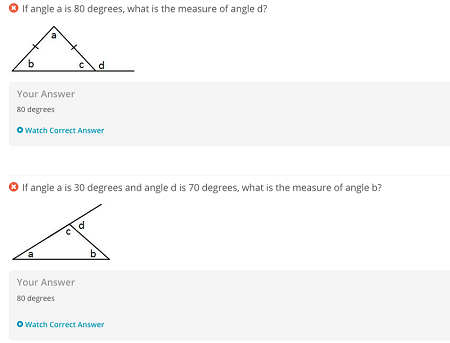 If angle a is 80 degrees, what is the measure of angle d?
a
b c d
Your Answer
80 degrees
Watch Correct Answer
If angle a is 30 degrees and angle d is 70 degrees, what is the measure of angle b?
d
c
a b
Your Answer
80 degrees
Watch Correct Answer